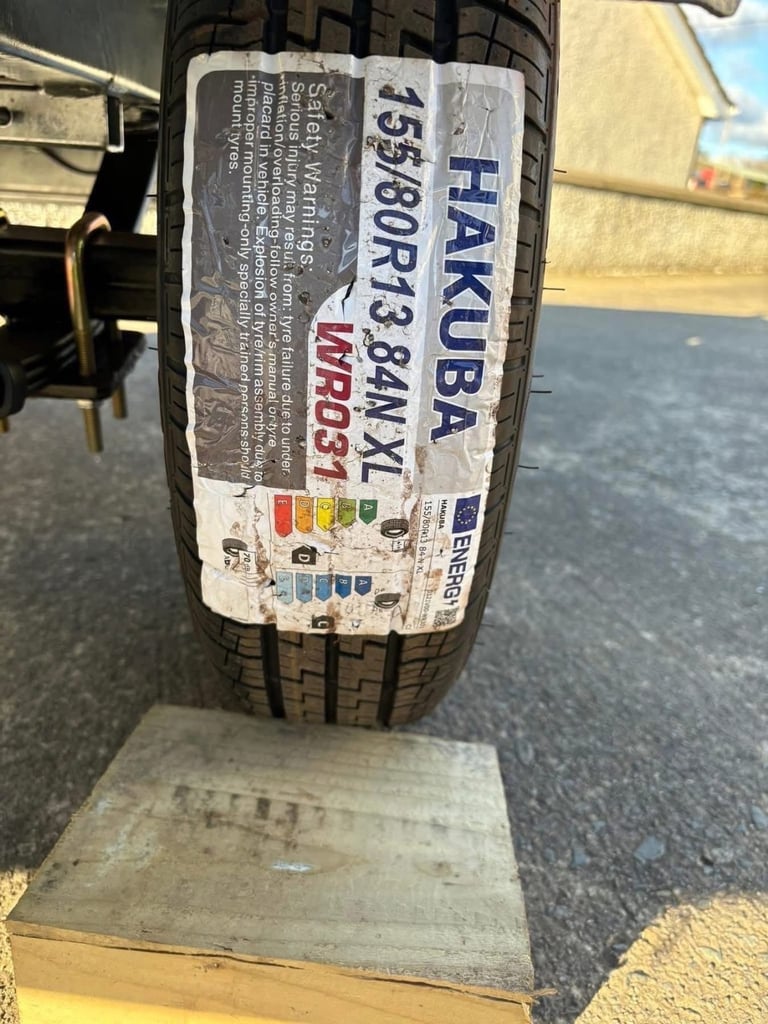 HAKUBA
155/80R13 84N XL
WR031
Safety Warnings:
Serious injury may result from: tyre failure due to under-
inflation/overloading-follow owner's manual or tyre
placard in vehicle. Explosion of tyre/rim assembly due to
improper mounting-only specially trained persons should
mount tyres.
ENERG
HAKUBA
155/80R13 84N XL
A
B
C
D
E
D
A
B
C
70 dB